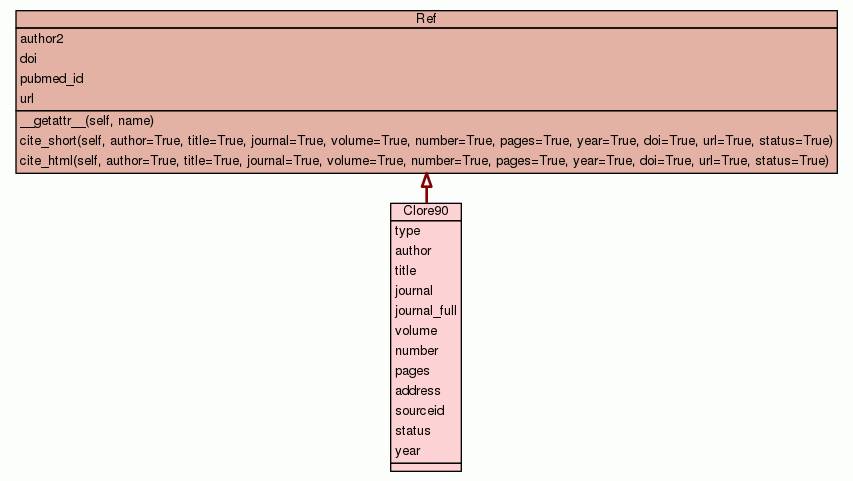 Ref
author2
doi
pubmed_id
url
__getattr__(self, name)
cite_short(self, author=True, title=True, journal=True, volume=True, number=True, pages=True, year=True, doi=True, url=True, status=True)
cite_html(self, author=True, title=True, journal=True, volume=True, number=True, pages=True, year=True, doi=True, url=True, status=True)
Clore90
type
author
title
journal
journal_full
volume
number
pages
address
sourceid
status
year